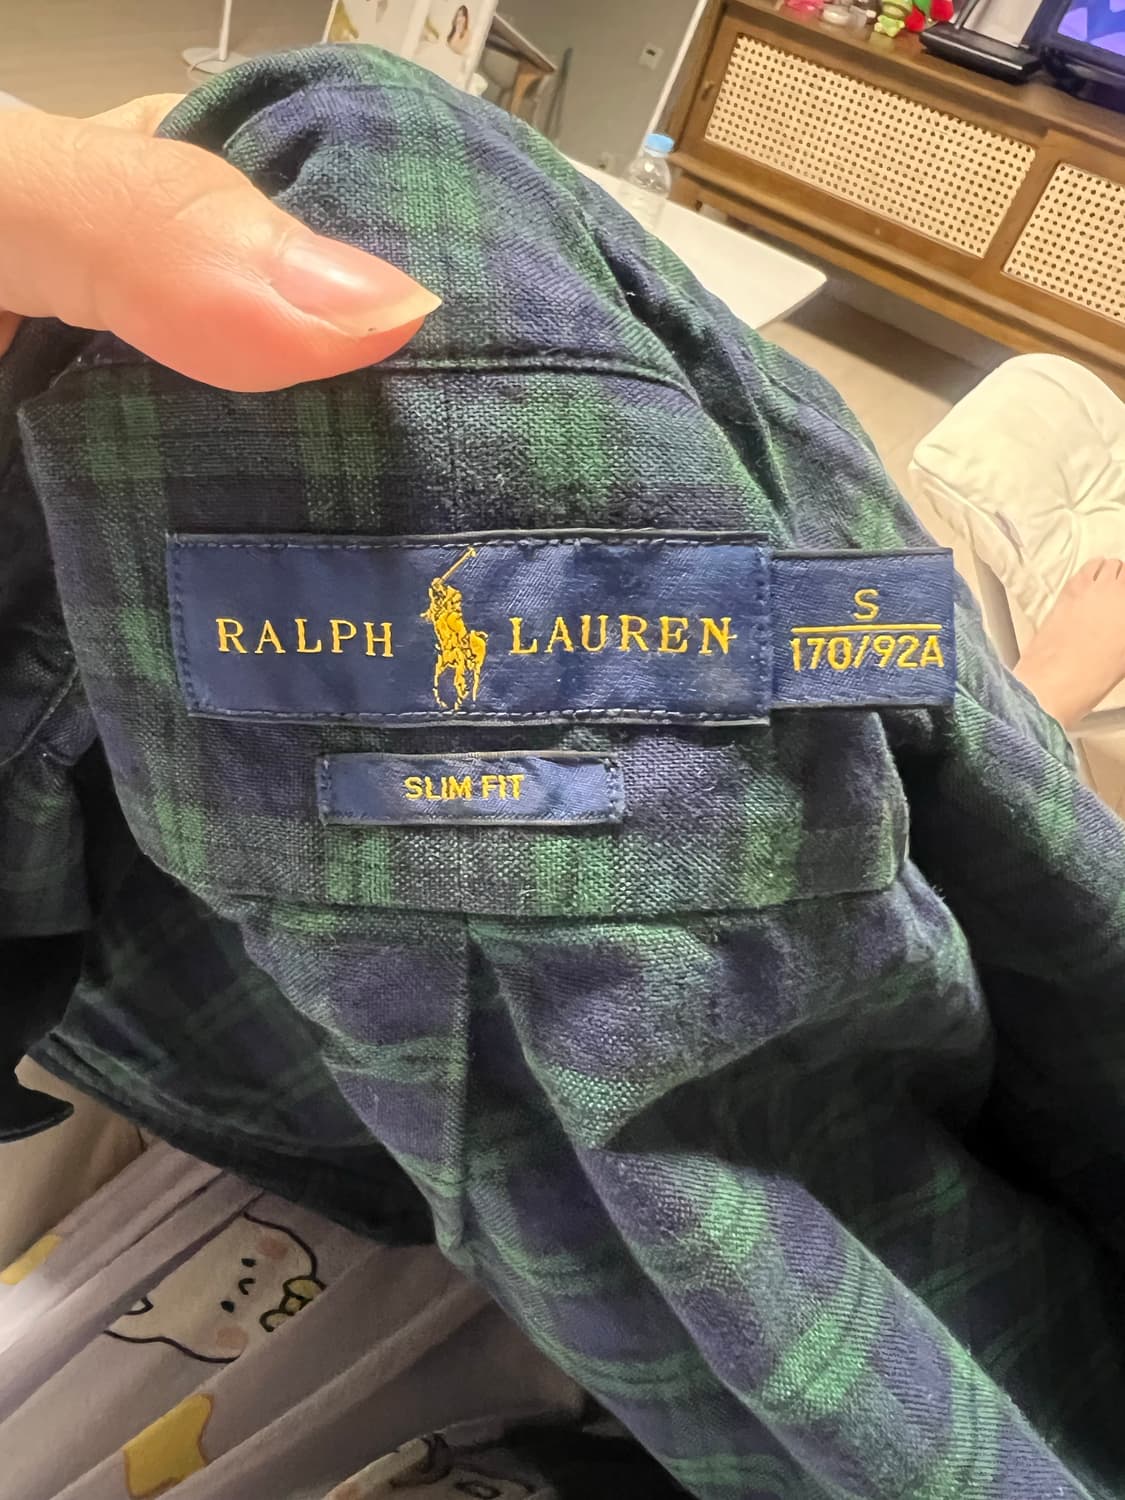 RALPH LAUREN
S
170/92A
SLIM FIT